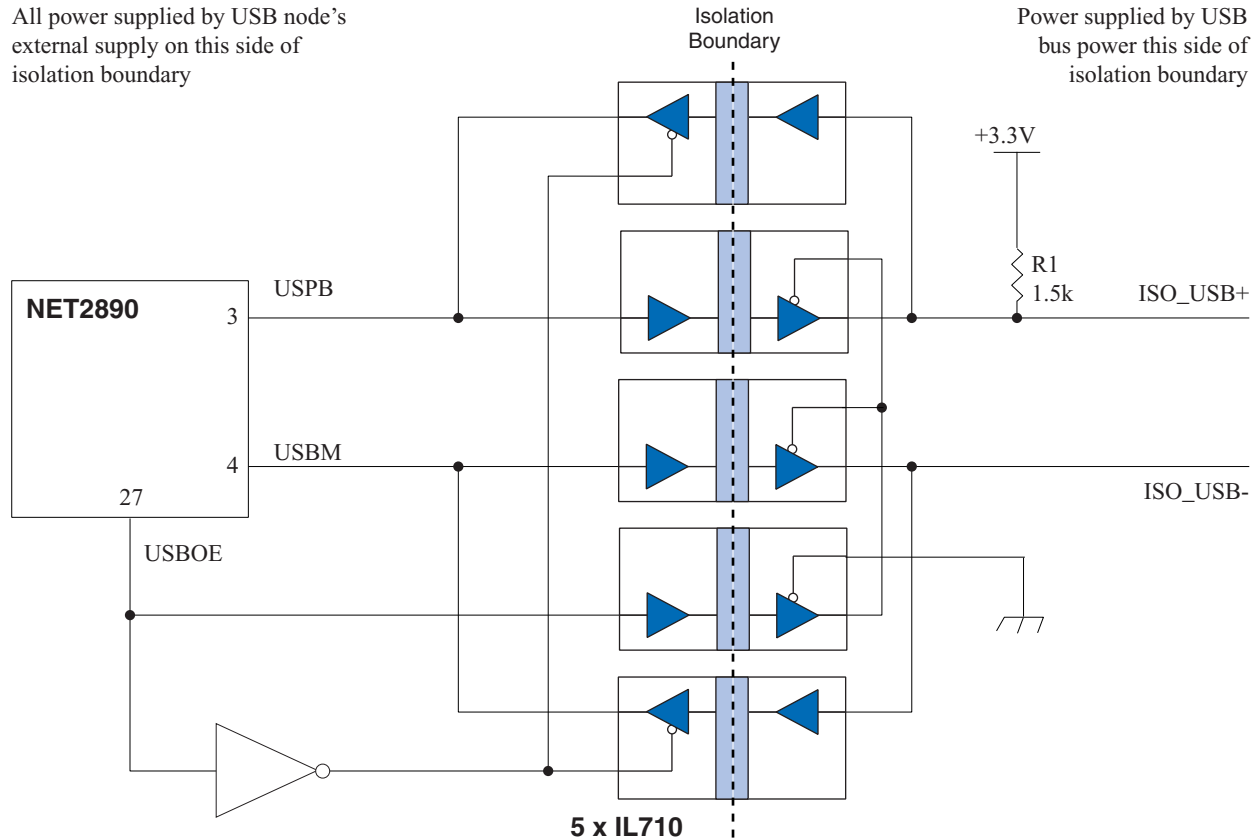 All power supplied by USB node's
external supply on this side of
isolation boundary
Isolation
Boundary
Power supplied by USB
bus power this side of
isolation boundary
+3.3V
R1
1.5k
NET2890
3
USPB
ISO_USB+
4
USBM
ISO_USB-
27
USBOE
5 x IL710